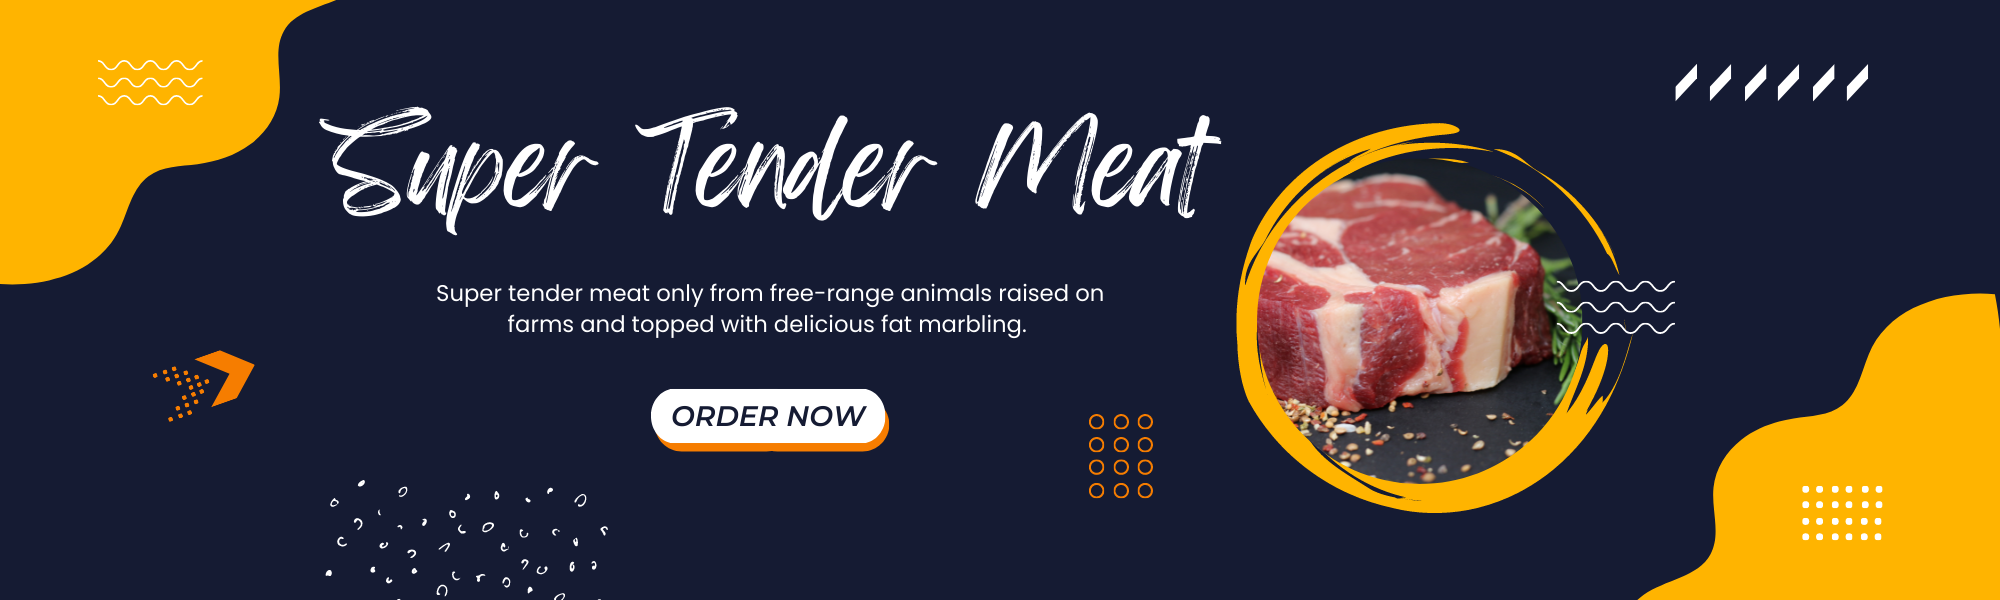 Super Tender Meat
Super tender meat only from free-range animals raised on
farms and topped with delicious fat marbling.
ORDER NOW